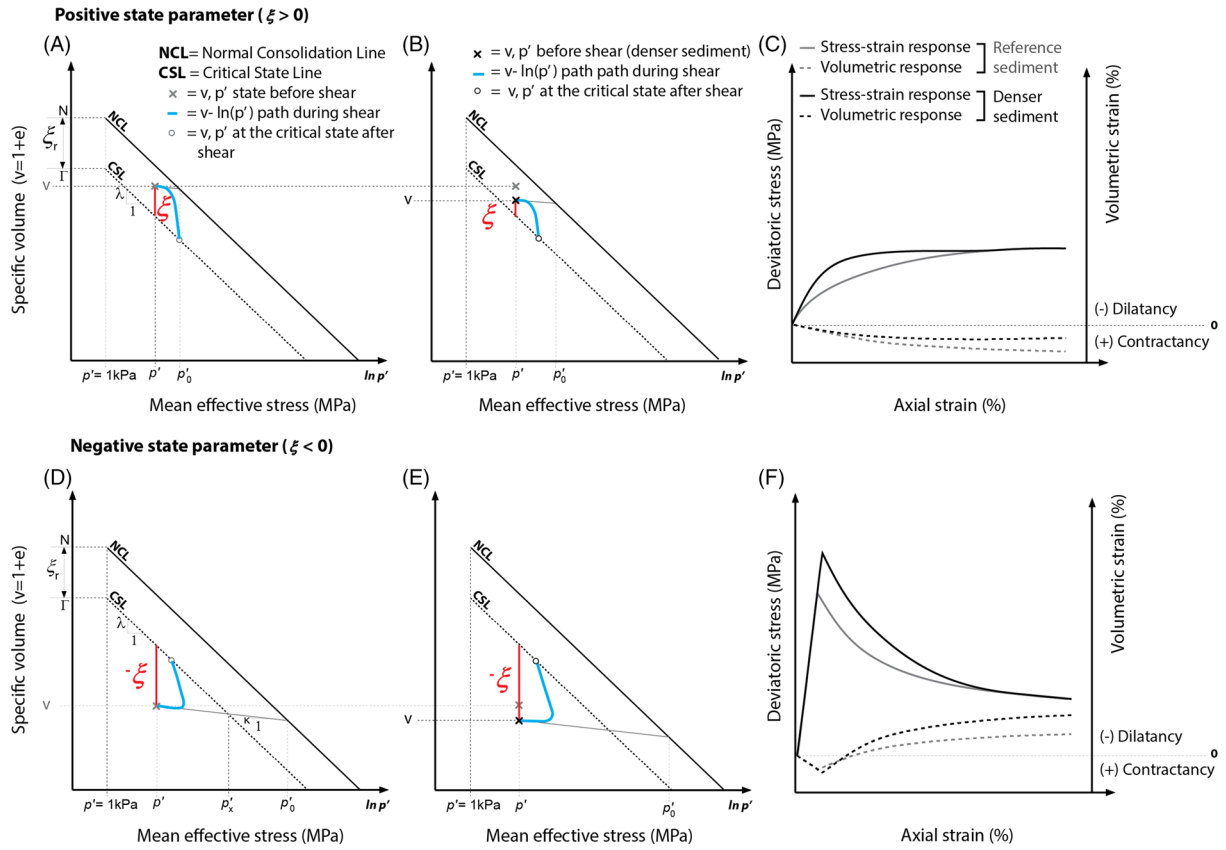 Positive state parameter (ξ > 0)
(A)
NCL= Normal Consolidation Line
CSL= Critical State Line
= v, p' state before shear
= v- ln(p') path during shear
= v, p' at the critical state after
shear
N
ξr
Γ
v
NCL
CSL
λ
1
ξ
Specific volume (v=1+e)
p'= 1kPa
p'
p'0
ln p'
Mean effective stress (MPa)
(B)
= v, p' before shear (denser sediment)
= v- ln(p') path path during shear
= v, p' at the critical state after shear
NCL
CSL
v
ξ
p'= 1kPa
p'
p'0
ln p'
Mean effective stress (MPa)
(C)
Stress-strain response
Volumetric response
Reference
sediment
Stress-strain response
Volumetric response
Denser
sediment
Deviatoric stress (MPa)
Volumetric strain (%)
(-) Dilatancy
0
(+) Contractancy
Axial strain (%)
Negative state parameter (ξ < 0)
(D)
N
ξr
Γ
v
NCL
CSL
λ
1
-ξ
κ
1
Specific volume (v=1+e)
p'= 1kPa
p'
p'x
p'0
ln p'
Mean effective stress (MPa)
(E)
NCL
CSL
-ξ
v
p'= 1kPa
p'
p'0
ln p'
Mean effective stress (MPa)
(F)
Deviatoric stress (MPa)
Volumetric strain (%)
(-) Dilatancy
0
(+) Contractancy
Axial strain (%)